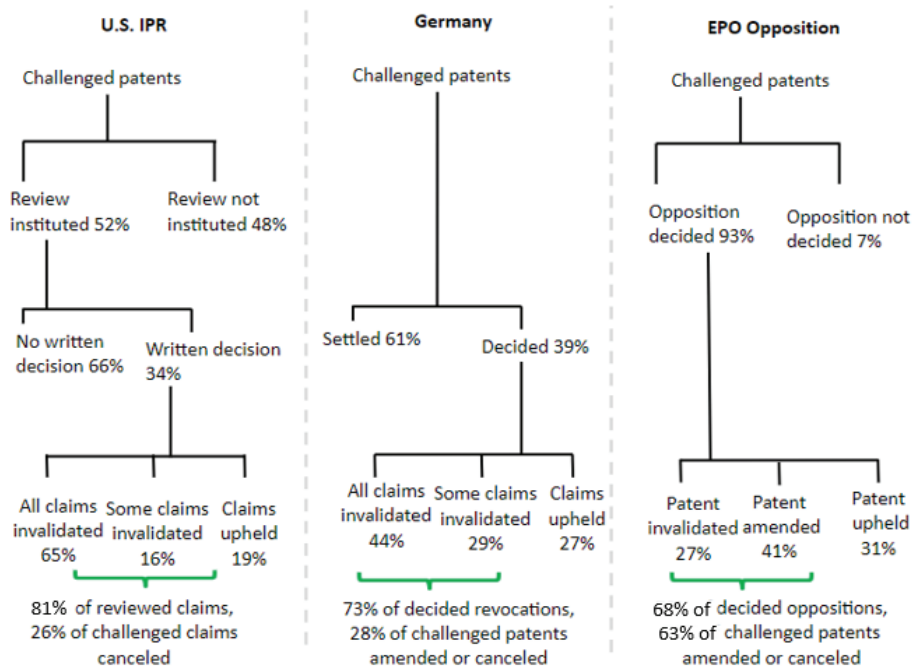 U.S. IPR
Challenged patents
Review
instituted 52%
Review not
instituted 48%
No written
decision 66%
Written decision
34%
All claims
invalidated
65%
Some claims
invalidated
16%
Claims
upheld
19%
81% of reviewed claims,
26% of challenged claims
canceled
Germany
Challenged patents
Settled 61%
Decided 39%
All claims
invalidated
44%
Some claims
invalidated
29%
Claims
upheld
27%
73% of decided revocations,
28% of challenged patents
amended or canceled
EPO Opposition
Challenged patents
Opposition
decided 93%
Opposition not
decided 7%
Patent
invalidated
27%
Patent
amended
41%
Patent
upheld
31%
68% of decided oppositions,
63% of challenged patents
amended or canceled